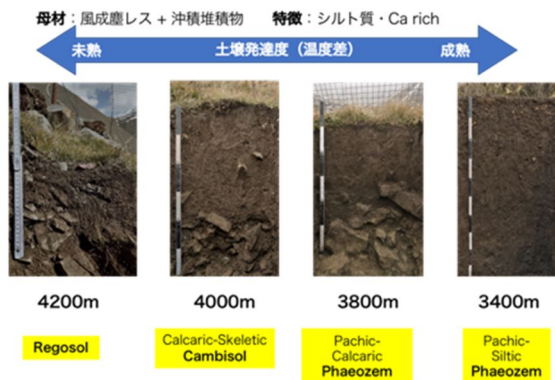 母材：風成塵レス + 沖積堆積物　特徴：シルト質・Ca rich
未熟　土壌発達度（温度差）　成熟
4200m　4000m　3800m　3400m
Regosol
Calcaric-Skeletic
Cambisol
Pachic-
Calcaric
Phaeozem
Pachic-
Siltic
Phaeozem